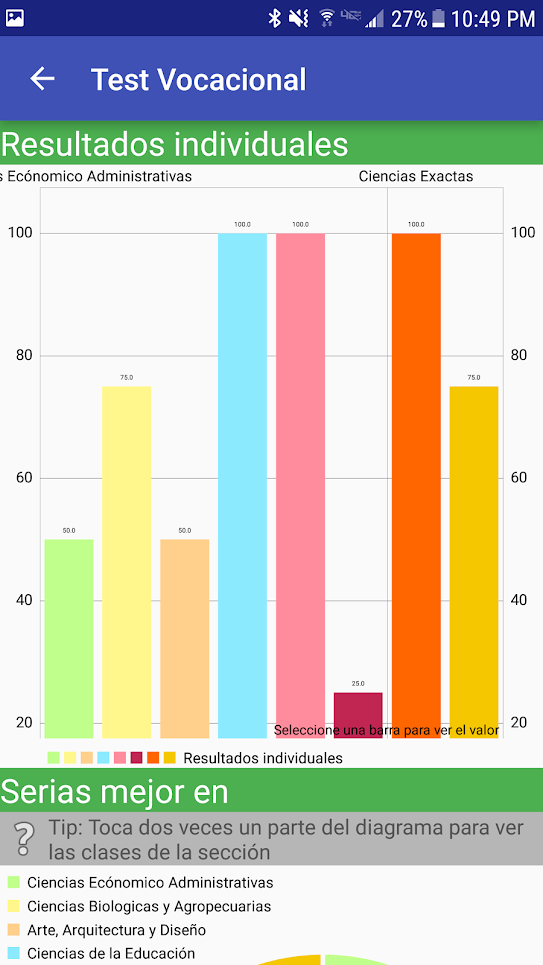 27% 10:49 PM
Test Vocacional
Resultados individuales
s Ecónomico Administrativas Ciencias Exactas
100.0 100.0 100.0
100 100
80 80
75.0 75.0
60 60
50.0 50.0
40 40
25.0
20 20
Seleccione una barra para ver el valor
Resultados individuales
Serias mejor en
? Tip: Toca dos veces un parte del diagrama para ver
las clases de la sección
Ciencias Ecónomico Administrativas
Ciencias Biologicas y Agropecuarias
Arte, Arquitectura y Diseño
Ciencias de la Educación